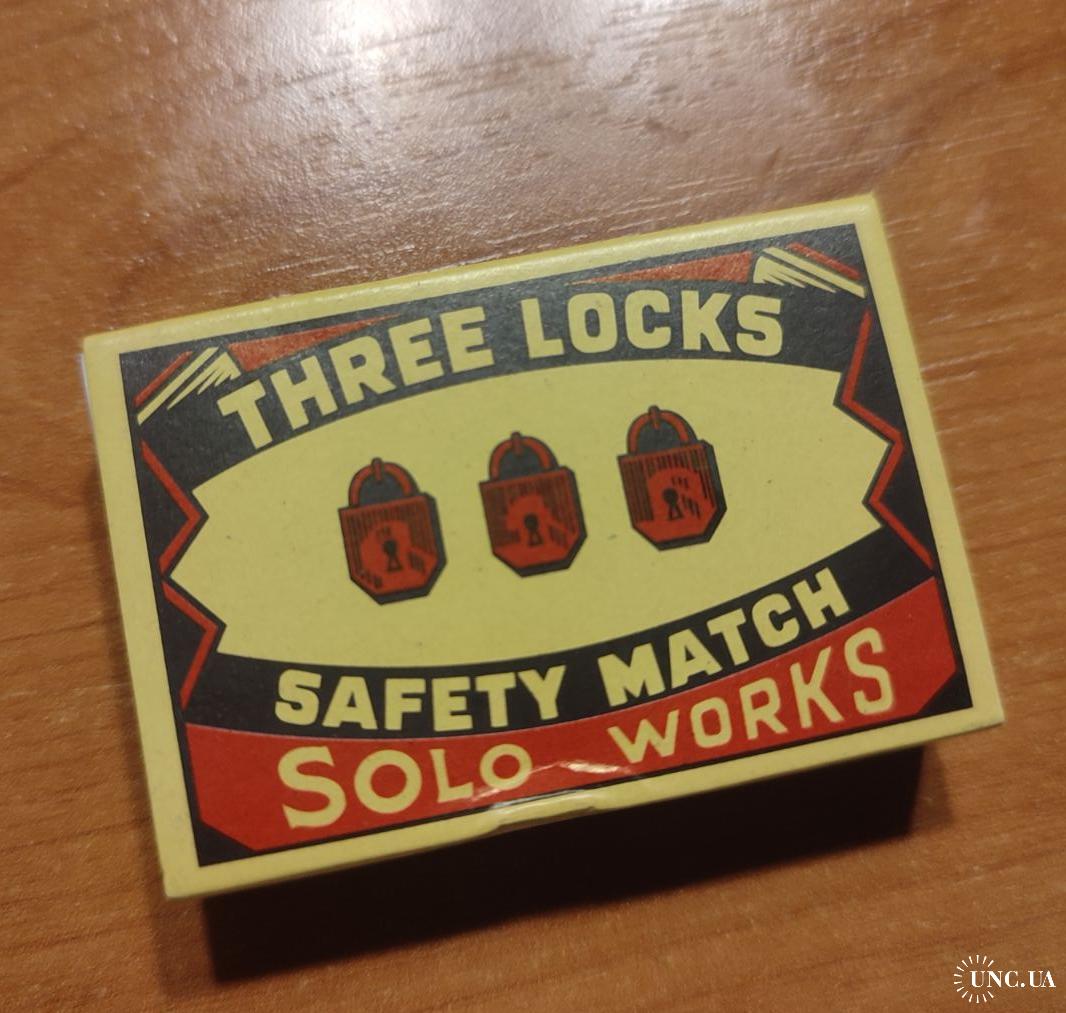 THREE LOCKS
SAFETY MATCH
SOLO WORKS
UNC.UA